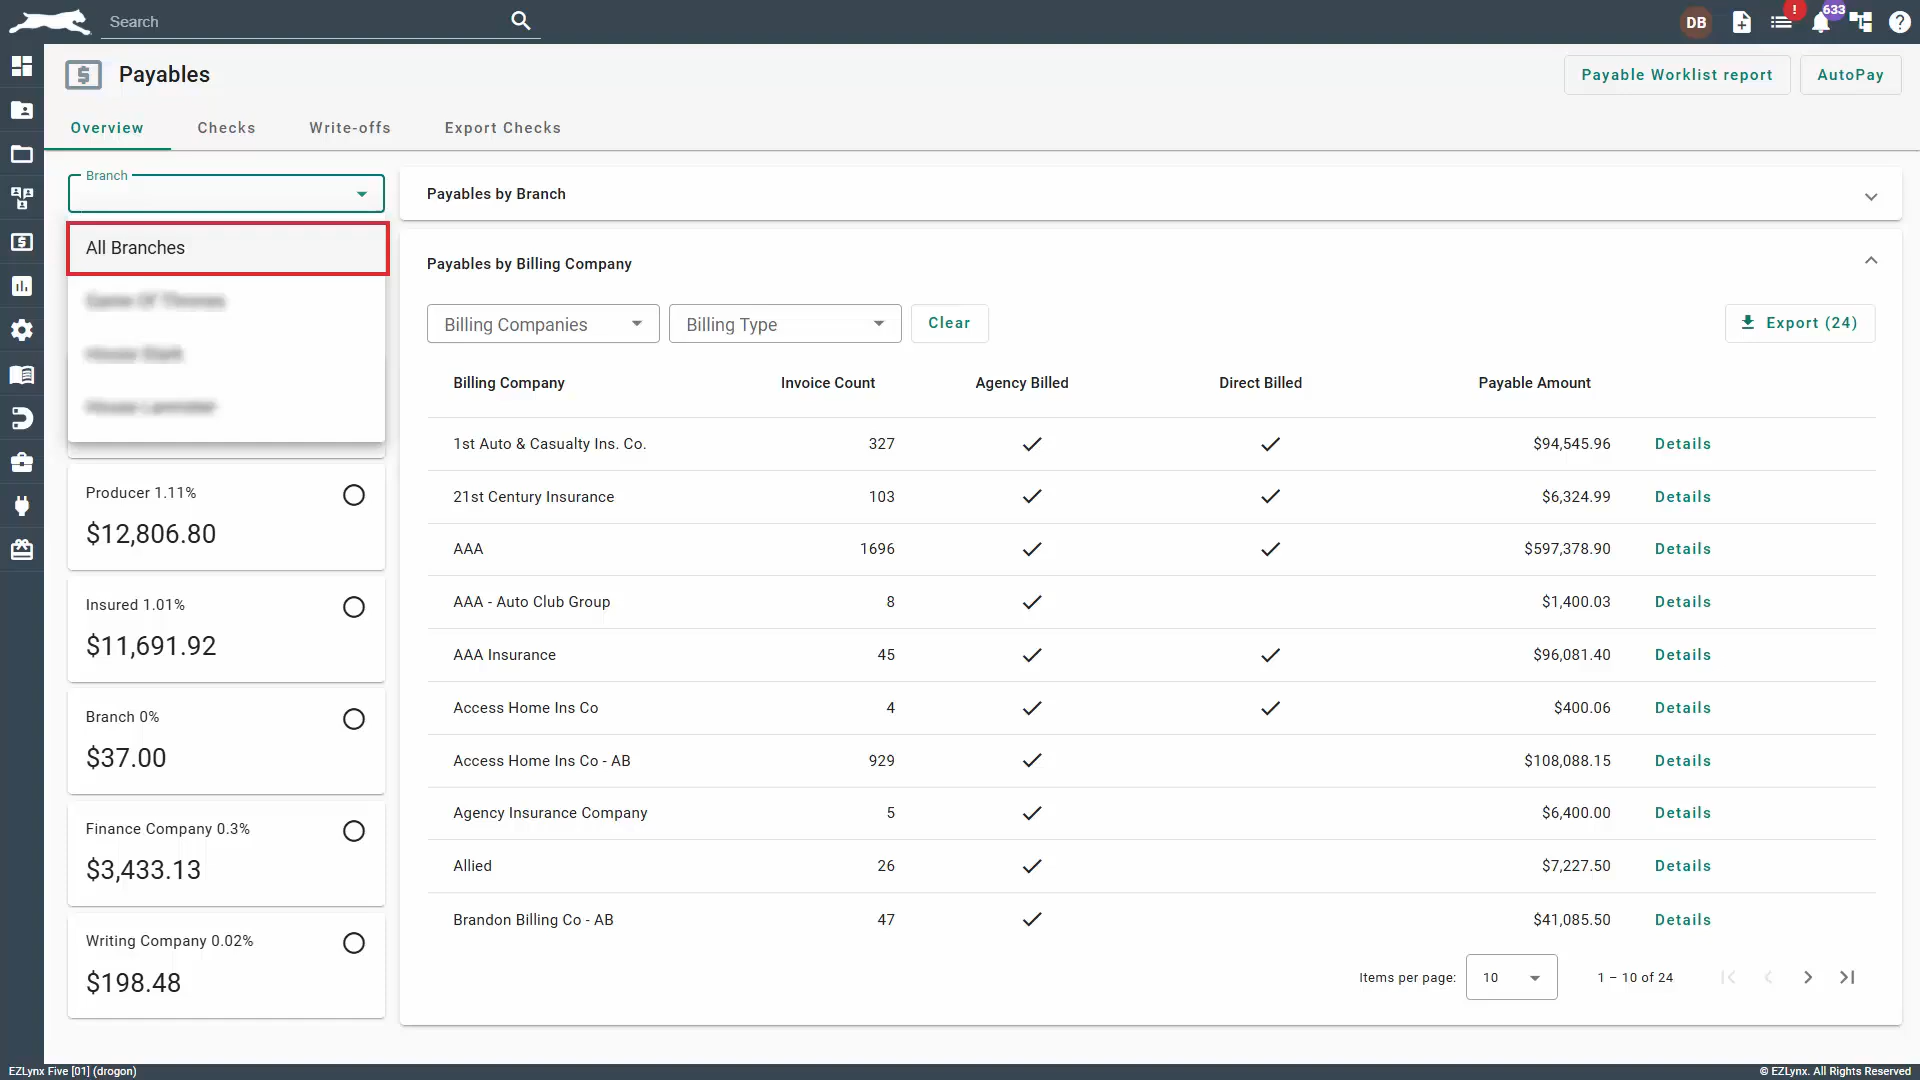 Search
DB
!
633
?
Payables
Payable Worklist report
AutoPay
Overview
Checks
Write-offs
Export Checks
Branch
All Branches
Payables by Branch
Payables by Billing Company
Billing Companies
Billing Type
Clear
Export (24)
Billing Company Invoice Count Agency Billed Direct Billed Payable Amount
1st Auto & Casualty Ins. Co. 327 $94,545.96 Details
21st Century Insurance 103 $6,324.99 Details
AAA 1696 $597,378.90 Details
AAA - Auto Club Group 8 $1,400.03 Details
AAA Insurance 45 $96,081.40 Details
Access Home Ins Co 4 $400.06 Details
Access Home Ins Co - AB 929 $108,088.15 Details
Agency Insurance Company 5 $6,400.00 Details
Allied 26 $7,227.50 Details
Brandon Billing Co - AB 47 $41,085.50 Details
Producer 1.11%
$12,806.80
Insured 1.01%
$11,691.92
Branch 0%
$37.00
Finance Company 0.3%
$3,433.13
Writing Company 0.02%
$198.48
Items per page: 10 1 – 10 of 24
EZLynx Five [01] (drogon)
© EZLynx. All Rights Reserved